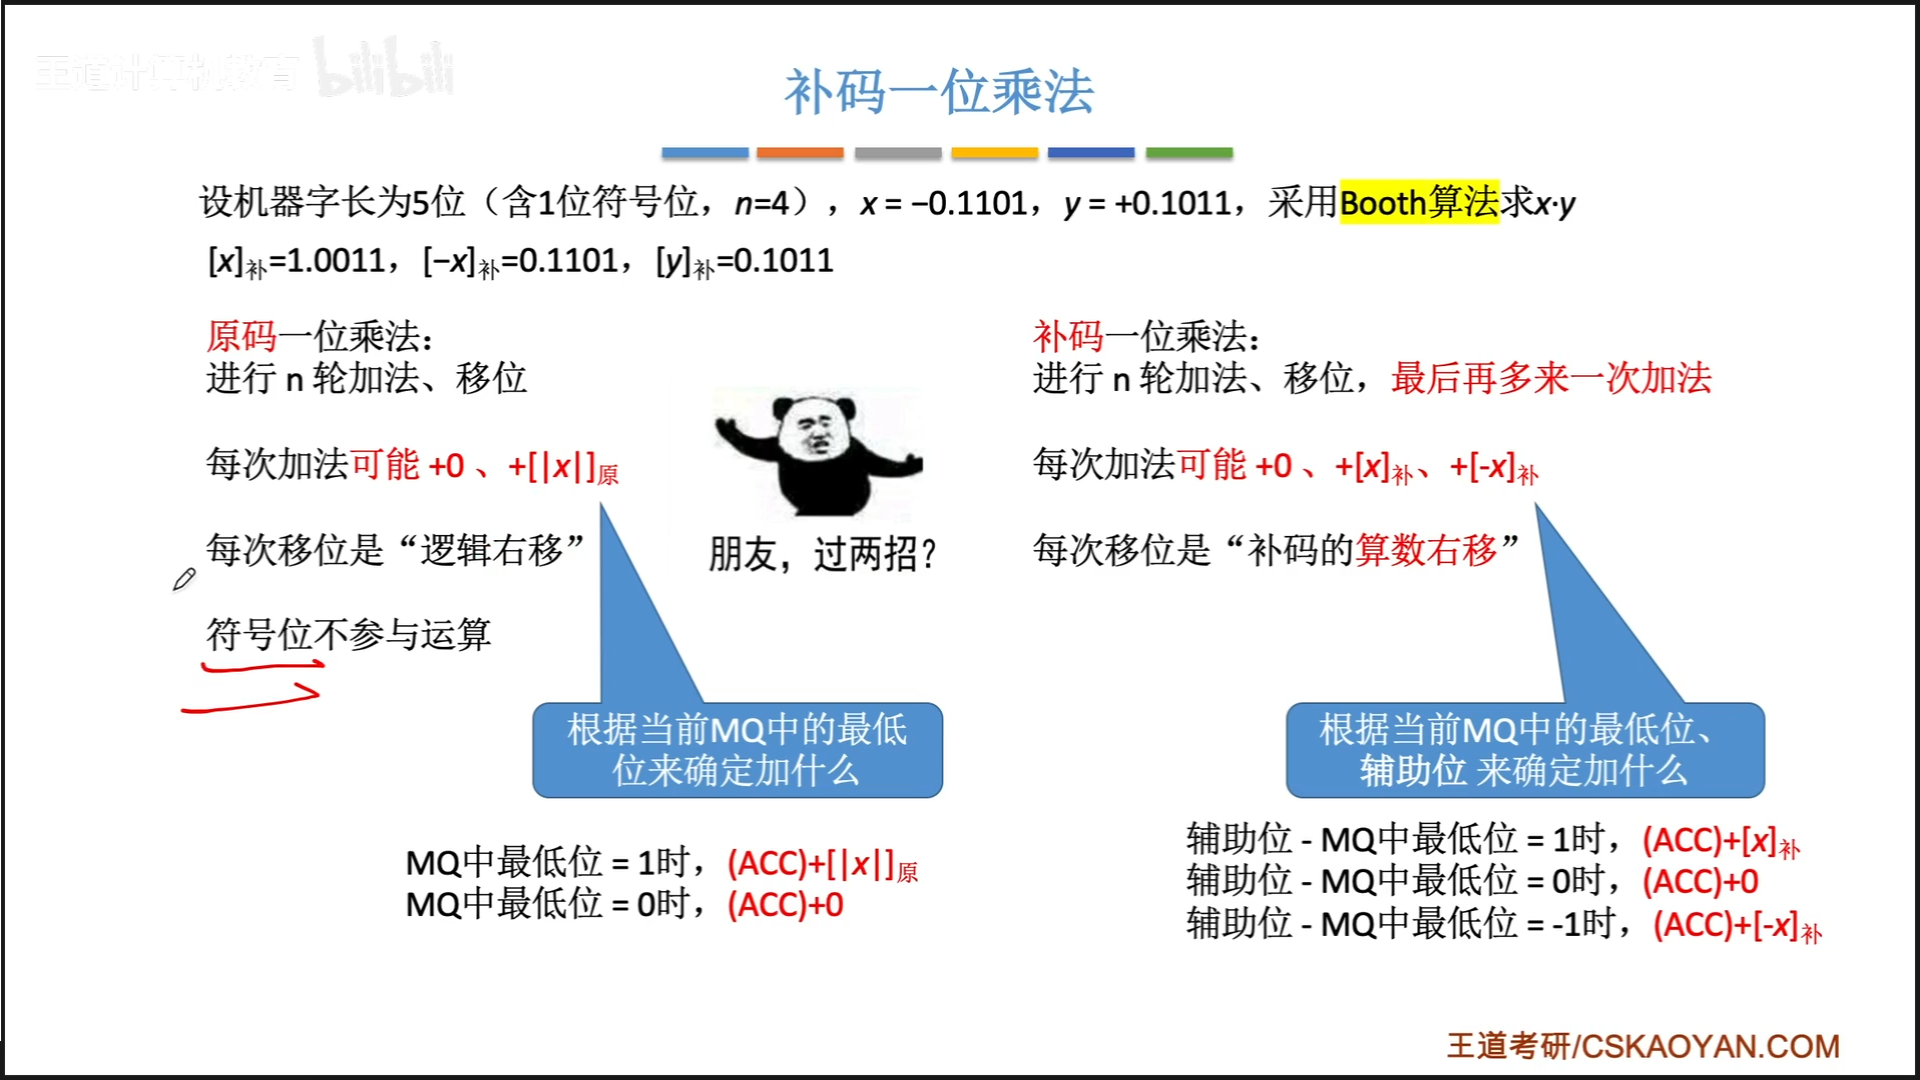 王道计算机教育 bilibili
补码一位乘法
设机器字长为5位（含1位符号位，n=4），x = −0.1101，y = +0.1011，采用Booth算法求x·y
[x]补=1.0011，[−x]补=0.1101，[y]补=0.1011
原码一位乘法：
进行 n 轮加法、移位
每次加法可能 +0 、+[|x|]原
每次移位是“逻辑右移”
符号位不参与运算
根据当前MQ中的最低
位来确定加什么
MQ中最低位 = 1时，(ACC)+[|x|]原
MQ中最低位 = 0时，(ACC)+0
朋友，过两招?
补码一位乘法：
进行 n 轮加法、移位，最后再多来一次加法
每次加法可能 +0 、+[x]补、+[-x]补
每次移位是“补码的算数右移”
根据当前MQ中的最低位、
辅助位 来确定加什么
辅助位 - MQ中最低位 = 1时，(ACC)+[x]补
辅助位 - MQ中最低位 = 0时，(ACC)+0
辅助位 - MQ中最低位 = -1时，(ACC)+[-x]补
王道考研/CSKAOYAN.COM